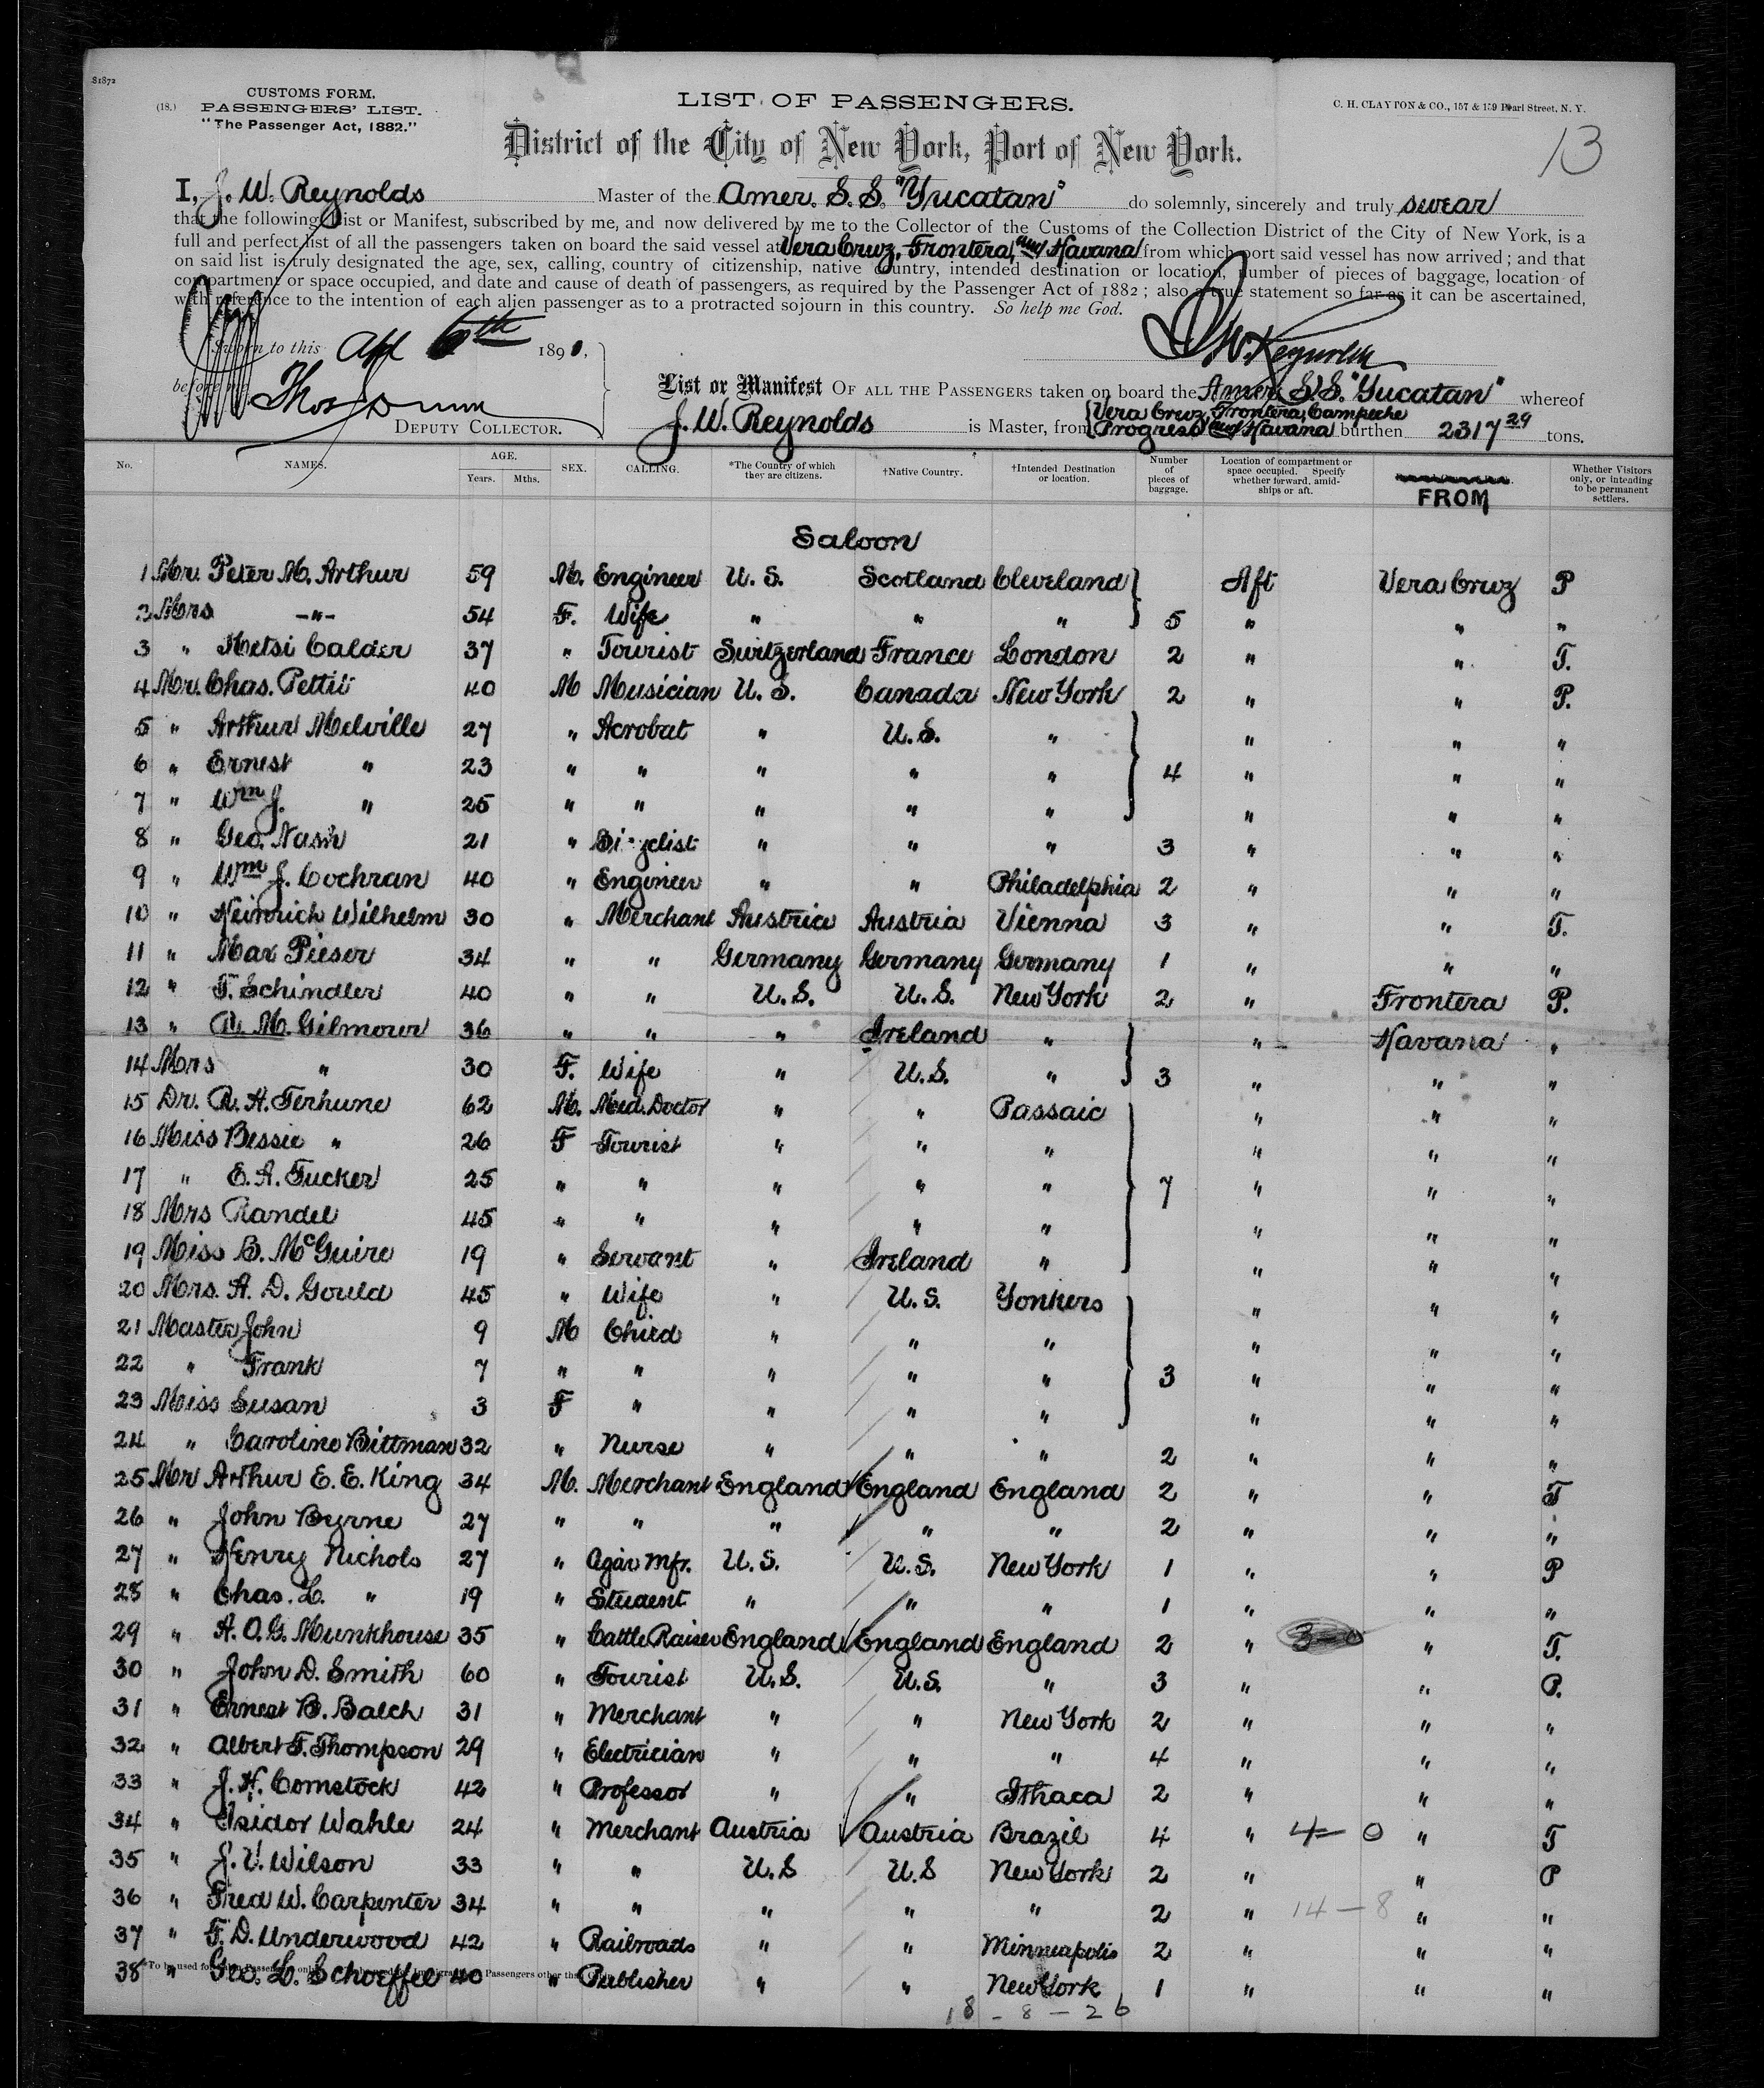 81872
(18.)
CUSTOMS FORM.
PASSENGERS' LIST.
"The Passenger Act, 1882."
LIST OF PASSENGERS.
C. H. CLAYTON & CO., 157 & 159 Pearl Street, N. Y.
13
District of the City of New York, Port of New York.
I, J. W. Reynolds Master of the Amer. S. S. "Yucatan" do solemnly, sincerely and truly swear
that the following List or Manifest, subscribed by me, and now delivered by me to the Collector of the Customs of the Collection District of the City of New York, is a
full and perfect list of all the passengers taken on board the said vessel at Vera Cruz, Frontera, and Havana from which port said vessel has now arrived; and that
on said list is truly designated the age, sex, calling, country of citizenship, native country, intended destination or location, number of pieces of baggage, location of
compartment or space occupied, and date and cause of death of passengers, as required by the Passenger Act of 1882; also a true statement so far as it can be ascertained,
with reference to the intention of each alien passenger as to a protracted sojourn in this country. So help me God.
Sworn to this 6th 1891,
J W. Reynolds
before me
Thos Dunn
DEPUTY COLLECTOR.
List or Manifest OF ALL THE PASSENGERS taken on board the Amer. S.S. "Yucatan" whereof
J. W. Reynolds is Master, from Vera Cruz, Frontera, Campeche Progreso and Havana burthen 2317 29 tons.
No. NAMES. AGE. Years. Mths. SEX. CALLING. *The Country of which they are citizens. †Native Country. †Intended Destination or location. Number of pieces of baggage. Location of compartment or space occupied. Specify whether forward, amidships or aft. FROM Whether Visitors only, or intending to be permanent settlers.
Saloon
1 Mr. Peter M. Arthur 59 M. Engineer U. S. Scotland Cleveland Aft Vera Cruz P
2 Mrs -"- 54 F. Wife " " " 5 " " "
3 " Metsi Calder 37 " Tourist Switzerland France London 2 " " T.
4 Mr. Chas. Pettit 40 M Musician U. S. Canada New York 2 " " P.
5 " Arthur Melville 27 " Acrobat " U. S. " " " "
6 " Ernest " 23 " " " " " 4 " " "
7 " Wm J. " 25 " " " " " " " "
8 " Geo. Nash 21 " Bicyclist " " " 3 " " "
9 " Wm J. Cochran 40 " Engineer " " Philadelphia 2 " " "
10 " Heinrich Wilhelm 30 " Merchant Austria Austria Vienna 3 " " T.
11 " Max Pieser 34 " " Germany Germany Germany 1 " " "
12 " F. Schindler 40 " " U. S. U. S. New York 2 " Frontera P.
13 " A. M. Gilmour 36 " " " Ireland " " Havana "
14 Mrs " 30 F. Wife " U. S. " 3 " " "
15 Dr. A. H. Terhune 62 M. Med. Doctor " " Passaic " " "
16 Miss Bessie " 26 F Tourist " " " " " "
17 " E. A. Tucker 25 " " " " " 7 " " "
18 Mrs Randel 45 " " " " " " " "
19 Miss B. McGuire 19 " Servant " Ireland " " " "
20 Mrs. A. D. Gould 45 " Wife " U. S. Yonkers " " "
21 Master John 9 M Child " " " " " "
22 " Frank 7 " " " " " 3 " " "
23 Miss Susan 3 F " " " " " " "
24 " Caroline Bittman 32 " Nurse " " " 2 " " "
25 Mr Arthur E. E. King 34 M. Merchant England England England 2 " " T
26 " John Byrne 27 " " " " " 2 " " "
27 " Henry Nichols 27 " Cigar Mfr. U. S. U. S. New York 1 " " P
28 " Chas. L. " 19 " Student " " " 1 " " "
29 " A. O. G. Munkhouse 35 " Cattle Raiser England England England 2 " " T.
30 " John D. Smith 60 " Tourist U. S. U. S. " 3 " " P.
31 " Ernest B. Balch 31 " Merchant " " New York 2 " " "
32 " Albert F. Thompson 29 " Electrician " " " 4 " " "
33 " J. H. Comstock 42 " Professor " " Ithaca 2 " " "
34 " Isidor Wahle 24 " Merchant Austria Austria Brazil 4 " 4 — 0 " T
35 " J. V. Wilson 33 " " U. S U. S New York 2 " " P
36 " Fred W. Carpenter 34 " " " " " 2 " 14 — 8 " "
37 " F. D. Underwood 42 " Railroads " " Minneapolis 2 " " "
38 " Geo. L. Schoeffel 40 " Publisher " " New York 1 " " "
18 - 8 - 26